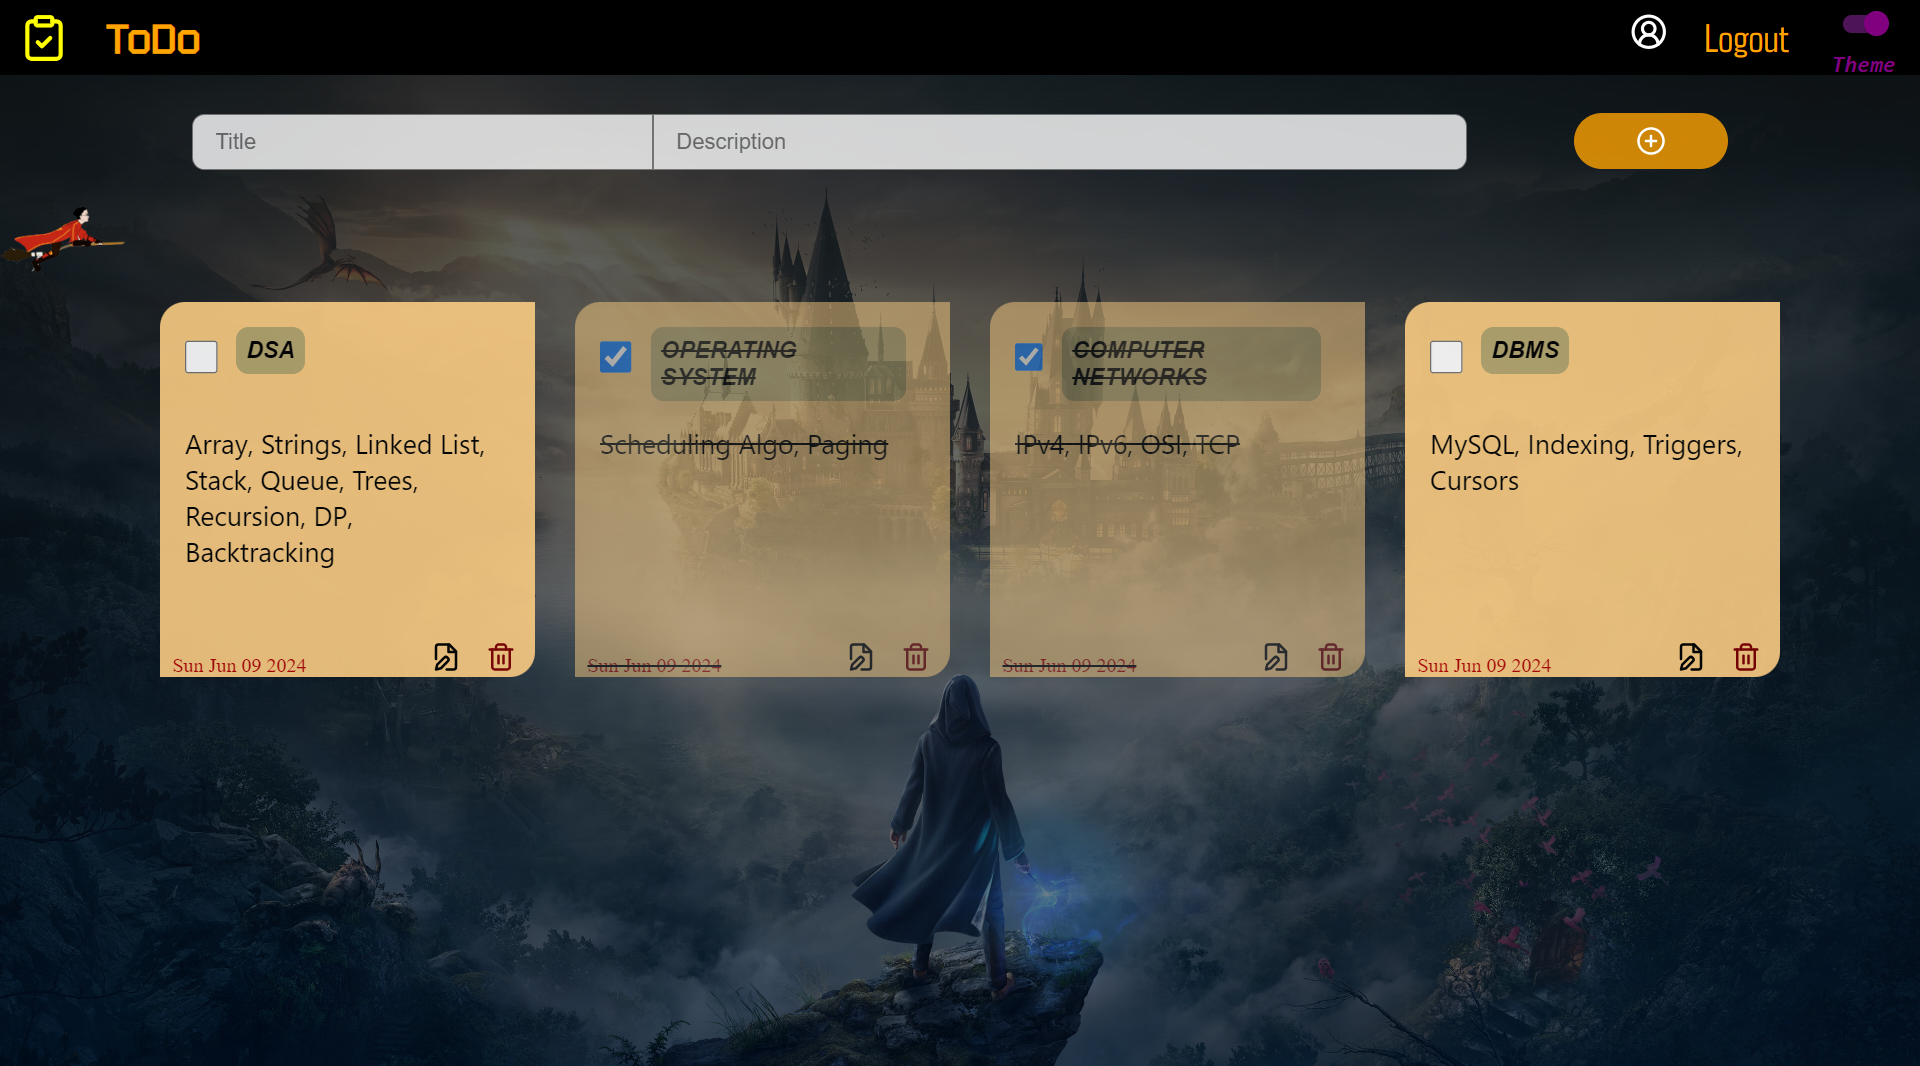 ToDo
Logout
Theme
Title
Description
DSA
Array, Strings, Linked List,
Stack, Queue, Trees,
Recursion, DP,
Backtracking
Sun Jun 09 2024
OPERATING
SYSTEM
Scheduling Algo, Paging
Sun Jun 09 2024
COMPUTER
NETWORKS
IPv4, IPv6, OSI, TCP
Sun Jun 09 2024
DBMS
MySQL, Indexing, Triggers,
Cursors
Sun Jun 09 2024